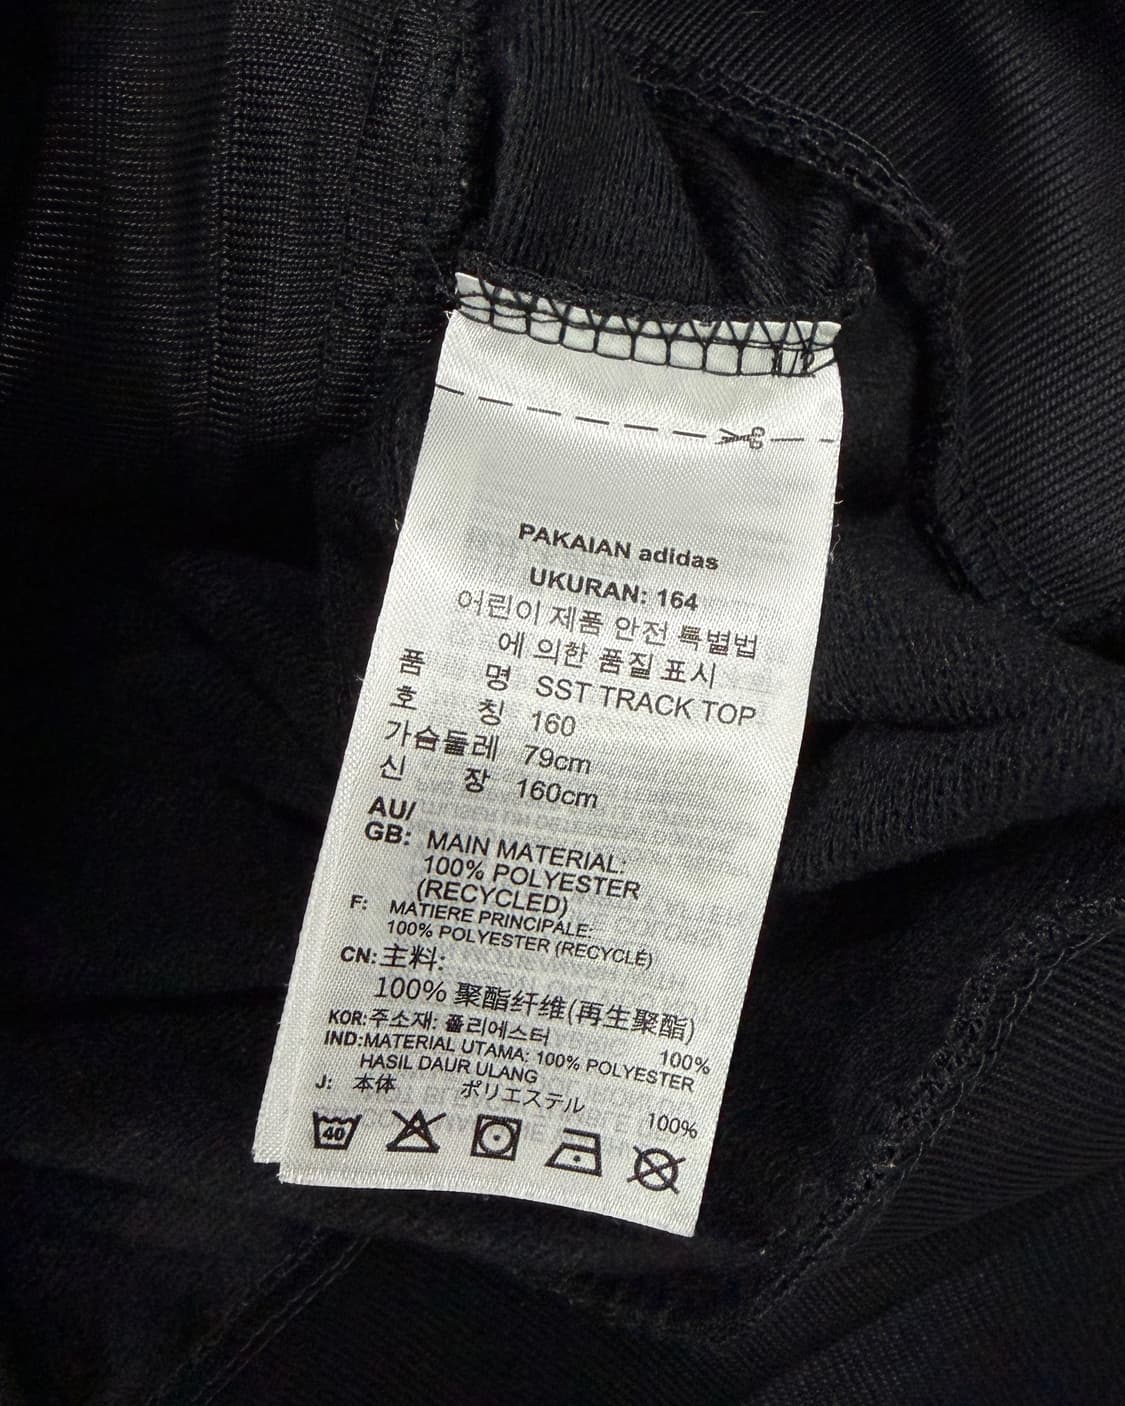 PAKAIAN adidas
UKURAN: 164
어린이 제품 안전 특별법
에 의한 품질 표시
품 명 SST TRACK TOP
호 칭 160
가슴둘레 79cm
신 장 160cm
AU/
GB: MAIN MATERIAL:
100% POLYESTER
(RECYCLED)
F: MATIERE PRINCIPALE:
100% POLYESTER (RECYCLÉ)
CN: 主料:
100% 聚酯纤维(再生聚酯)
KOR: 주소재: 폴리에스터 100%
IND: MATERIAL UTAMA: 100% POLYESTER
HASIL DAUR ULANG
J: 本体 ポリエステル 100%
40